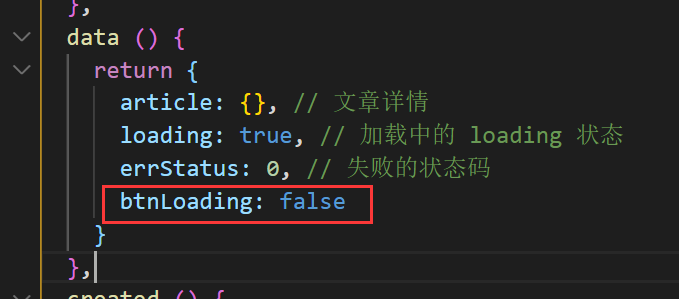 },
data () {
return {
article: {}, // 文章详情
loading: true, // 加载中的 loading 状态
errStatus: 0, // 失败的状态码
btnLoading: false
}
},
created () {